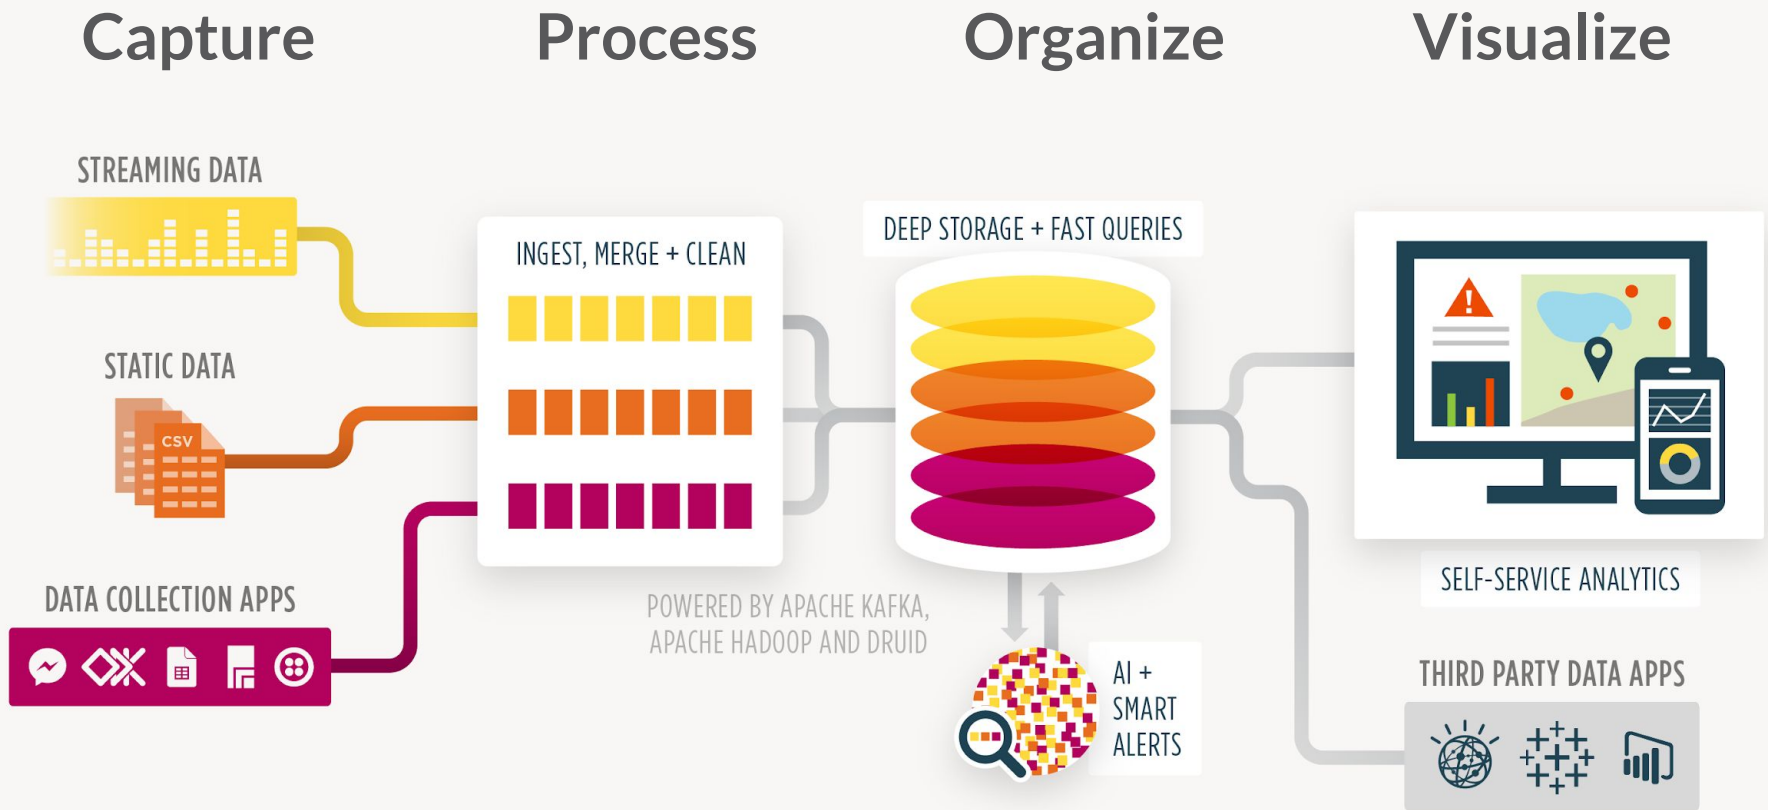 Capture
Process
Organize
Visualize
STREAMING DATA
STATIC DATA
CSV
DATA COLLECTION APPS
INGEST, MERGE + CLEAN
POWERED BY APACHE KAFKA,
APACHE HADOOP AND DRUID
DEEP STORAGE + FAST QUERIES
AI +
SMART
ALERTS
SELF-SERVICE ANALYTICS
THIRD PARTY DATA APPS